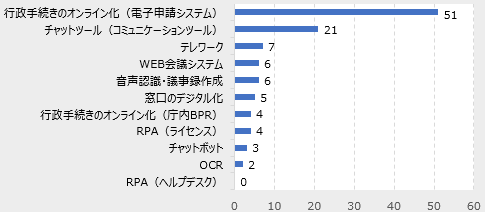 行政手続きのオンライン化（電子申請システム） 51
チャットツール（コミュニケーションツール） 21
テレワーク 7
WEB会議システム 6
音声認識・議事録作成 6
窓口のデジタル化 5
行政手続きのオンライン化（庁内BPR） 4
RPA（ライセンス） 4
チャットボット 3
OCR 2
RPA（ヘルプデスク） 0
0 10 20 30 40 50 60